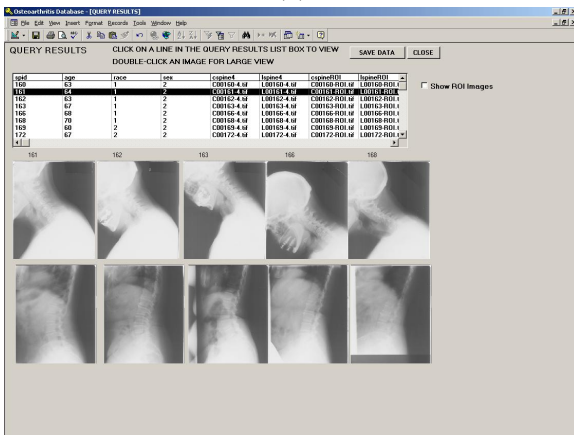 Osteoarthritis Database - [QUERY RESULTS]
File Edit View Insert Format Records Tools Window Help
QUERY RESULTS
CLICK ON A LINE IN THE QUERY RESULTS LIST BOX TO VIEW
DOUBLE-CLICK AN IMAGE FOR LARGE VIEW
SAVE DATA
CLOSE
spid age race sex cspine4 lspine4 cspineROI lspineROI
160 63 1 2 C00160-4.tif L00160-4.tif C00160-ROI.tif L00160-ROI.t
161 64 1 2 C00161-4.tif L00161-4.tif C00161-ROI.tif L00161-ROI.t
162 63 1 2 C00162-4.tif L00162-4.tif C00162-ROI.tif L00162-ROI.t
163 67 1 2 C00163-4.tif L00163-4.tif C00163-ROI.tif L00163-ROI.t
166 68 1 2 C00166-4.tif L00166-4.tif C00166-ROI.tif L00166-ROI.t
168 70 1 2 C00168-4.tif L00168-4.tif C00168-ROI.tif L00168-ROI.t
169 60 2 2 C00169-4.tif L00169-4.tif C00169-ROI.tif L00169-ROI.t
172 67 2 2 C00172-4.tif L00172-4.tif C00172-ROI.tif L00172-ROI.t
Show ROI Images
161 162 163 166 168